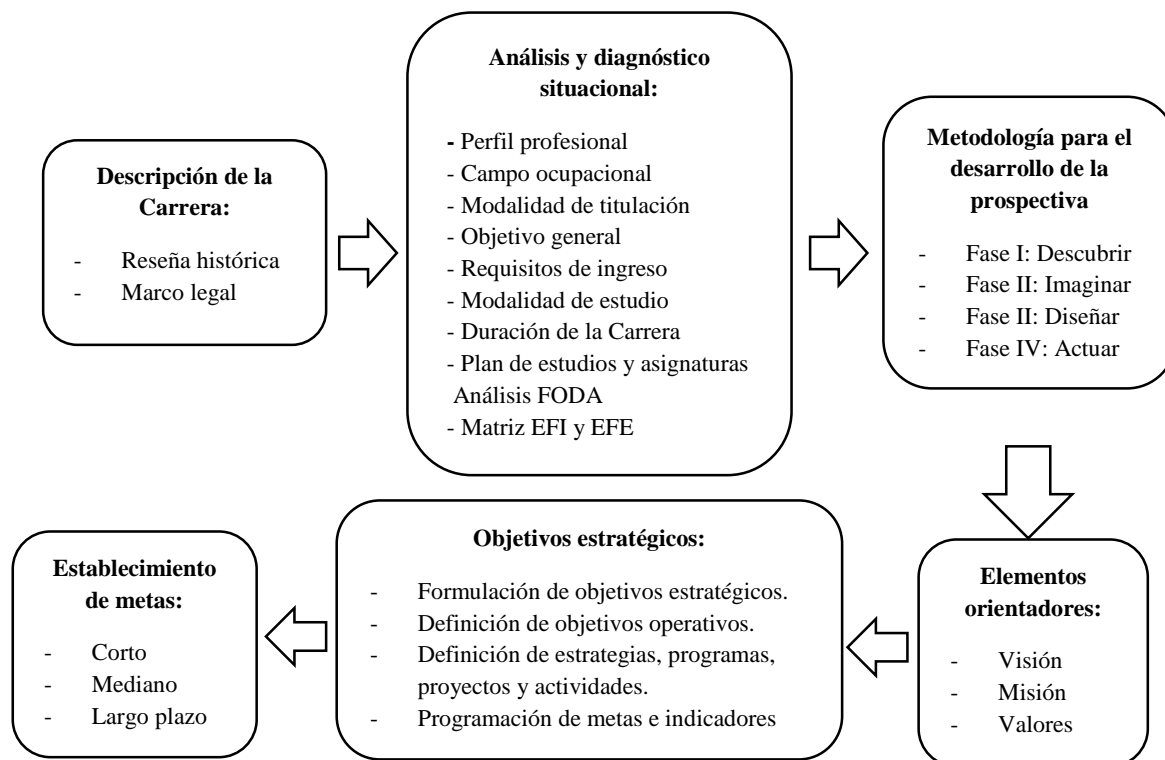 Descripción de la
Carrera:
- Reseña histórica
- Marco legal
Análisis y diagnóstico
situacional:
- Perfil profesional
- Campo ocupacional
- Modalidad de titulación
- Objetivo general
- Requisitos de ingreso
- Modalidad de estudio
- Duración de la Carrera
- Plan de estudios y asignaturas
Análisis FODA
- Matriz EFI y EFE
Metodología para el
desarrollo de la
prospectiva
- Fase I: Descubrir
- Fase II: Imaginar
- Fase II: Diseñar
- Fase IV: Actuar
Elementos
orientadores:
- Visión
- Misión
- Valores
Objetivos estratégicos:
- Formulación de objetivos estratégicos.
- Definición de objetivos operativos.
- Definición de estrategias, programas,
proyectos y actividades.
- Programación de metas e indicadores
Establecimiento
de metas:
- Corto
- Mediano
- Largo plazo